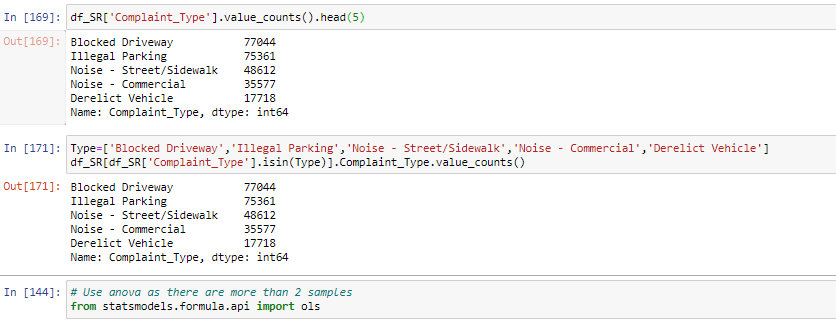 In [169]: df_SR['Complaint_Type'].value_counts().head(5)
Out[169]: Blocked Driveway 77044
Illegal Parking 75361
Noise - Street/Sidewalk 48612
Noise - Commercial 35577
Derelict Vehicle 17718
Name: Complaint_Type, dtype: int64
In [171]: Type=['Blocked Driveway','Illegal Parking','Noise - Street/Sidewalk','Noise - Commercial','Derelict Vehicle']
df_SR[df_SR['Complaint_Type'].isin(Type)].Complaint_Type.value_counts()
Out[171]: Blocked Driveway 77044
Illegal Parking 75361
Noise - Street/Sidewalk 48612
Noise - Commercial 35577
Derelict Vehicle 17718
Name: Complaint_Type, dtype: int64
In [144]: # Use anova as there are more than 2 samples
from statsmodels.formula.api import ols